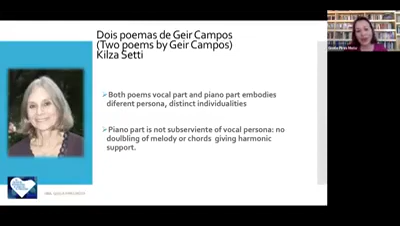 Dois poemas de Geir Campos
(Two poems by Geir Campos)
Kilza Setti
Both poems vocal part and piano part embodies
diferent persona, distinct individualities
Piano part is not subserviente of vocal persona: no
doulbling of melody or chords giving harmonic
support.